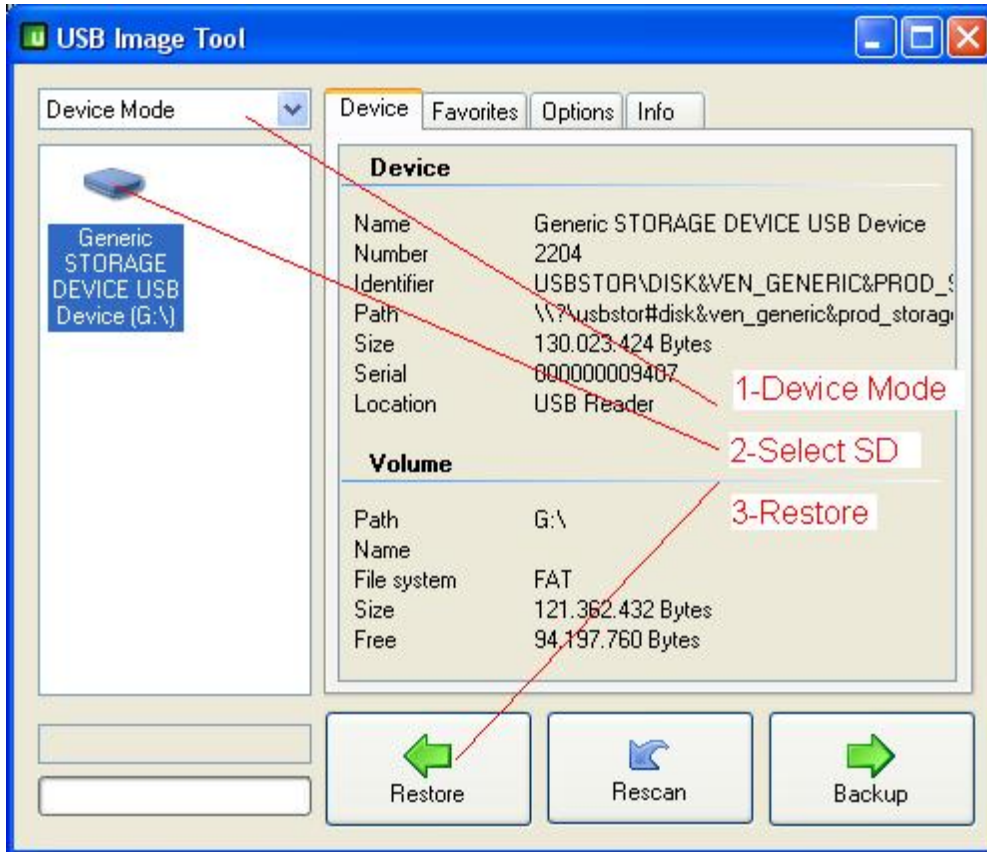 USB Image Tool
Device Mode
Device Favorites Options Info
Generic
STORAGE
DEVICE USB
Device (G:\)
Device
Name Generic STORAGE DEVICE USB Device
Number 2204
Identifier USBSTOR\DISK&VEN_GENERIC&PROD_S
Path \\?\usbstor#disk&ven_generic&prod_storag
Size 130.023.424 Bytes
Serial 000000009407
Location USB Reader
1-Device Mode
2-Select SD
Volume
3-Restore
Path G:\
Name
File system FAT
Size 121.362.432 Bytes
Free 94.197.760 Bytes
Restore Rescan Backup